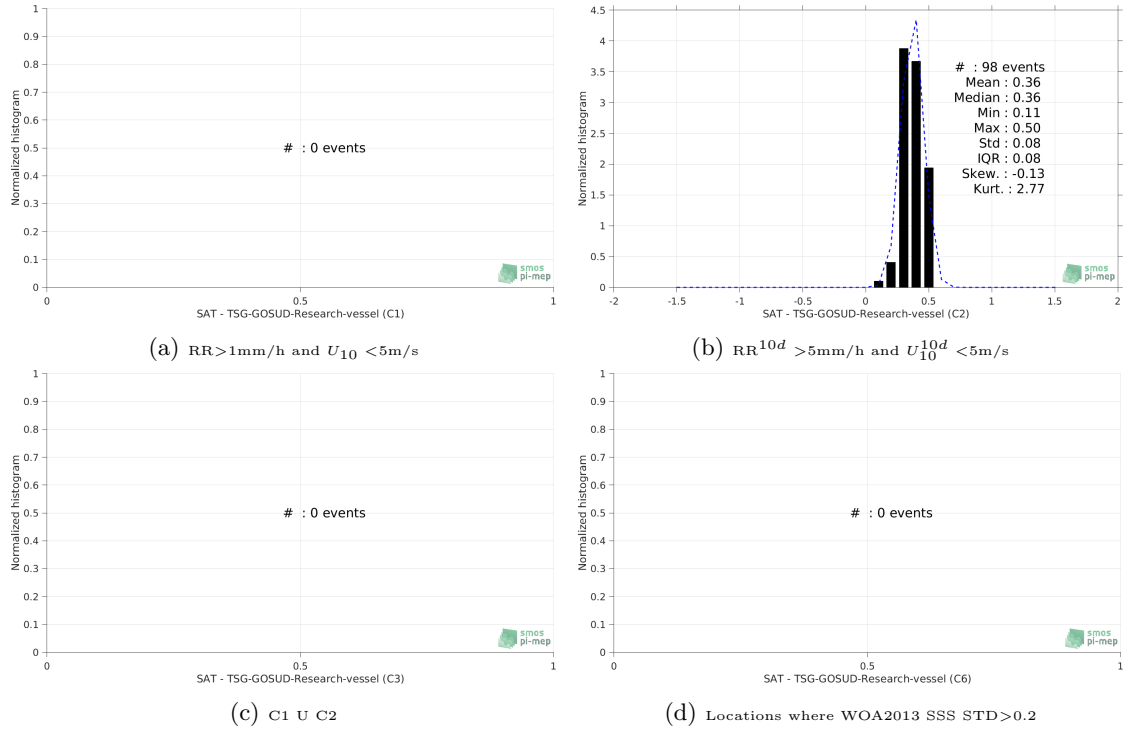 1
0.9
0.8
0.7
0.6
0.5
0.4
0.3
0.2
0.1
0
Normalized histogram
# : 0 events
smos
pi-mep
0 0.5 1
SAT - TSG-GOSUD-Research-vessel (C1)
(a) RR>1mm/h and U10 <5m/s
4.5
4
3.5
3
2.5
2
1.5
1
0.5
0
Normalized histogram
# : 98 events
Mean : 0.36
Median : 0.36
Min : 0.11
Max : 0.50
Std : 0.08
IQR : 0.08
Skew. : -0.13
Kurt. : 2.77
smos
pi-mep
-2 -1.5 -1 -0.5 0 0.5 1 1.5 2
SAT - TSG-GOSUD-Research-vessel (C2)
(b) RR^10d >5mm/h and U10^10d <5m/s
1
0.9
0.8
0.7
0.6
0.5
0.4
0.3
0.2
0.1
0
Normalized histogram
# : 0 events
smos
pi-mep
0 0.5 1
SAT - TSG-GOSUD-Research-vessel (C3)
(c) C1 U C2
1
0.9
0.8
0.7
0.6
0.5
0.4
0.3
0.2
0.1
0
Normalized histogram
# : 0 events
smos
pi-mep
0 0.5 1
SAT - TSG-GOSUD-Research-vessel (C6)
(d) Locations where WOA2013 SSS STD>0.2